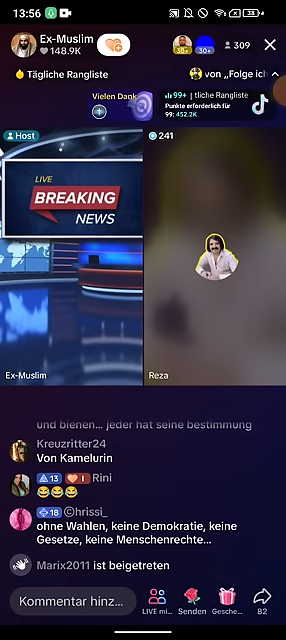 13:56
38
Ex-Muslim
148.9K
30+
30+
309
Tägliche Rangliste
von „Folge ich
Vielen Dank
99+ | tliche Rangliste
Punkte erforderlich für
99: 452.2K
Host
241
LIVE
BREAKING
NEWS
Ex-Muslim
Reza
und bienen... jeder hat seine bestimmung
Kreuzritter24
Von Kamelurin
13 I Rini
😂😂😂
18 ⒸChrissi_
ohne Wahlen, keine Demokratie, keine
Gesetze, keine Menschenrechte...
Marix2011 ist beigetreten
Kommentar hinz...
LIVE mi...
Senden
Gesche...
82